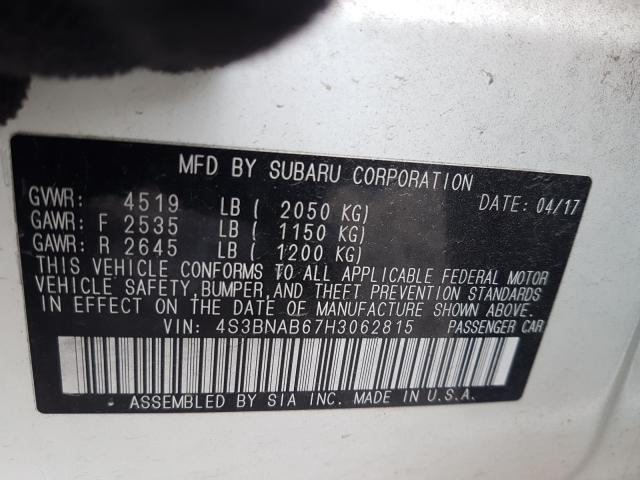 MFD BY SUBARU CORPORATION
GVWR: 4519 LB ( 2050 KG) DATE: 04/17
GAWR: F 2535 LB ( 1150 KG)
GAWR: R 2645 LB ( 1200 KG)
THIS VEHICLE CONFORMS TO ALL APPLICABLE FEDERAL MOTOR
VEHICLE SAFETY, BUMPER, AND THEFT PREVENTION STANDARDS
IN EFFECT ON THE DATE OF MANUFACTURE SHOWN ABOVE.
VIN: 4S3BNAB67H3062815 PASSENGER CAR
ASSEMBLED BY SIA INC. MADE IN U.S.A.